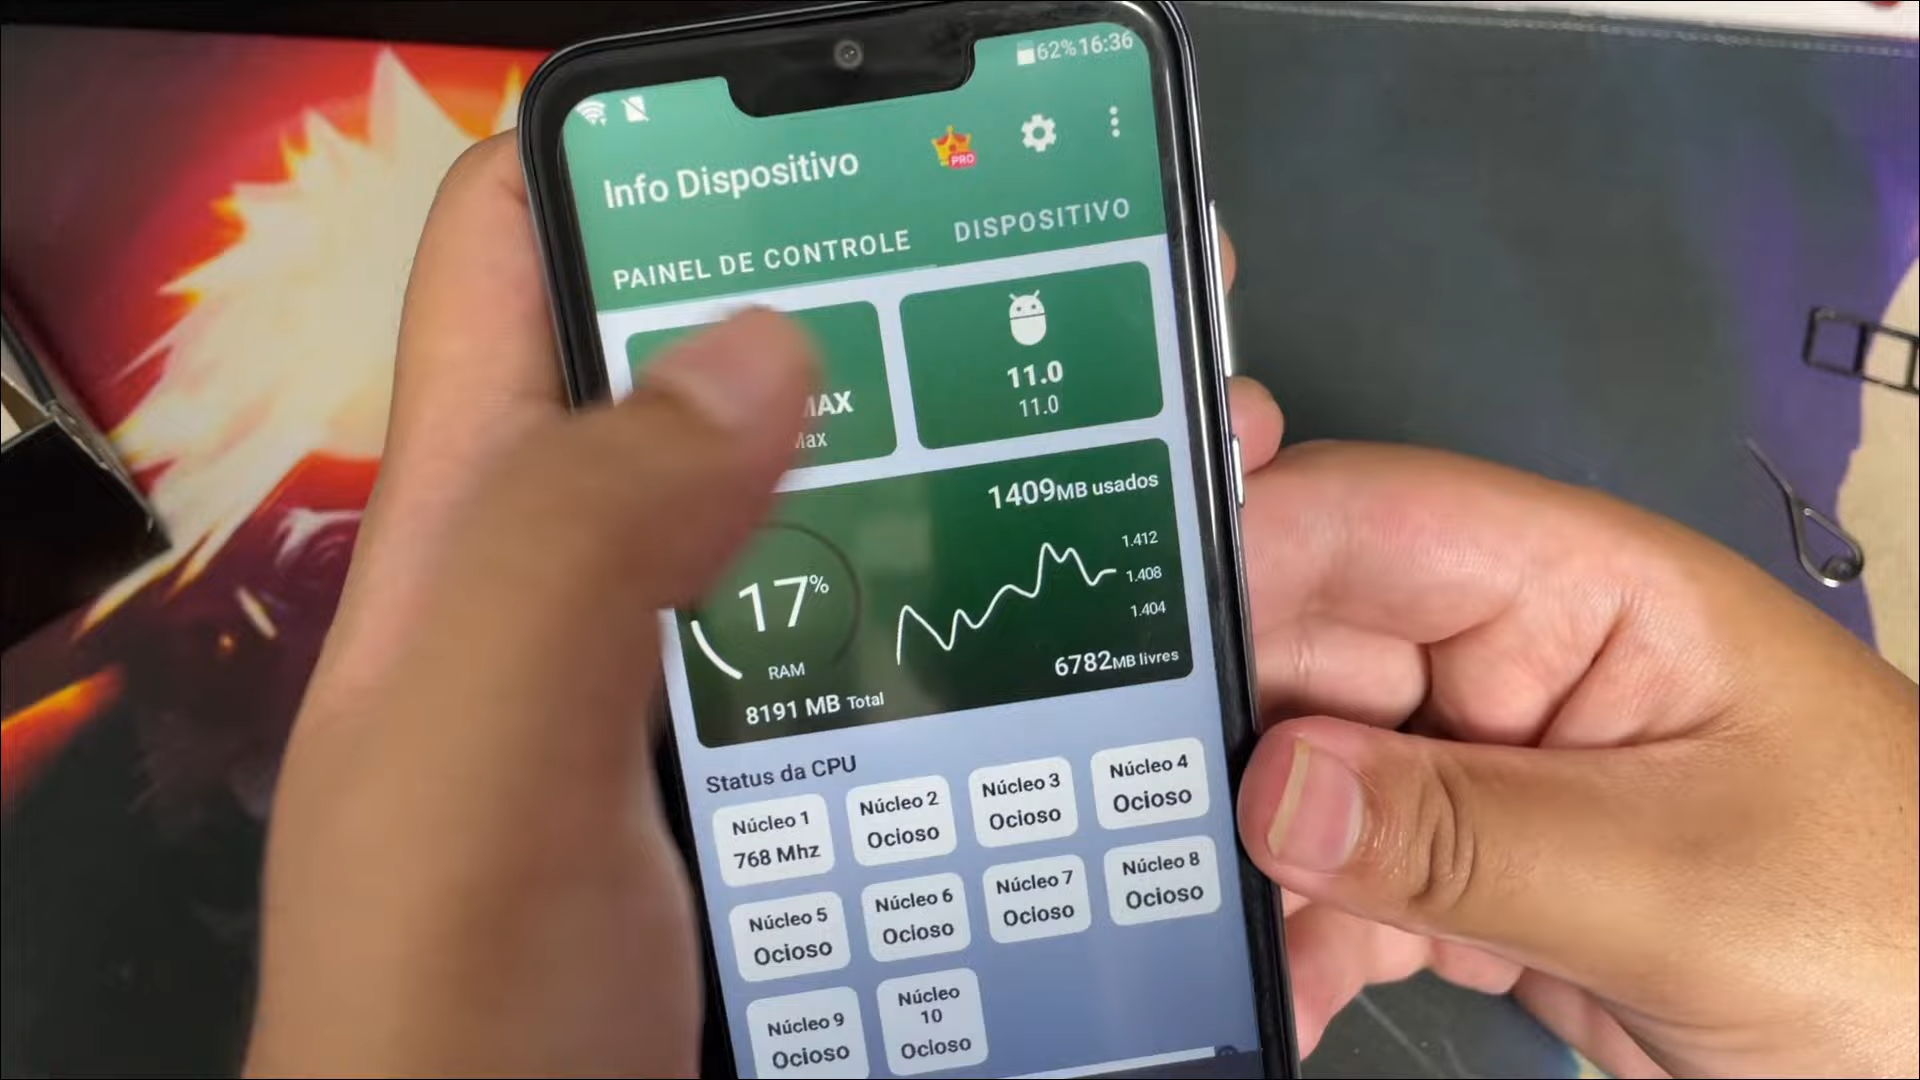 62% 16:36
Info Dispositivo
PRO
PAINEL DE CONTROLE
DISPOSITIVO
11.0
11.0
1409MB usados
17%
RAM
8191 MB Total
1.412
1.408
1.404
6782MB livres
Status da CPU
Núcleo 1
768 Mhz
Núcleo 2
Ocioso
Núcleo 3
Ocioso
Núcleo 4
Ocioso
Núcleo 5
Ocioso
Núcleo 6
Ocioso
Núcleo 7
Ocioso
Núcleo 8
Ocioso
Núcleo 9
Ocioso
Núcleo
10
Ocioso